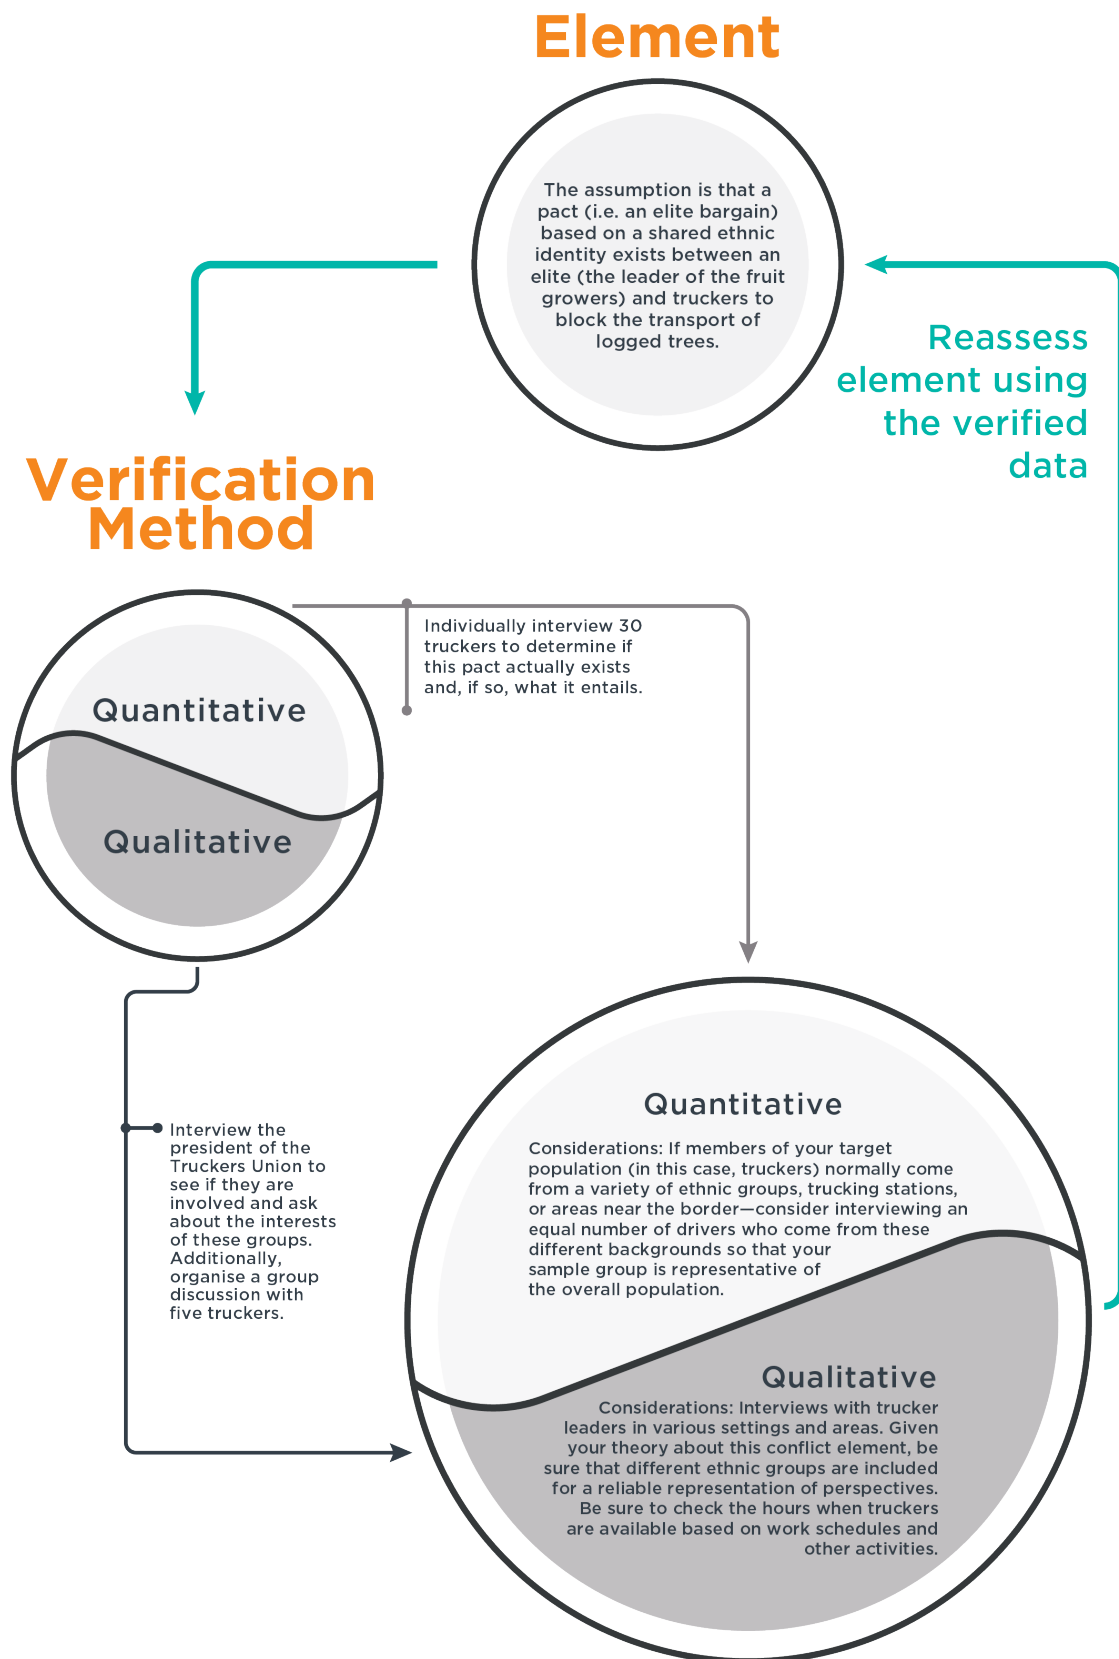 Element
The assumption is that a
pact (i.e. an elite bargain)
based on a shared ethnic
identity exists between an
elite (the leader of the fruit
growers) and truckers to
block the transport of
logged trees.
Reassess
element using
the verified
data
Verification
Method
Quantitative
Qualitative
Individually interview 30
truckers to determine if
this pact actually exists
and, if so, what it entails.
Interview the
president of the
Truckers Union to
see if they are
involved and ask
about the interests
of these groups.
Additionally,
organise a group
discussion with
five truckers.
Quantitative
Considerations: If members of your target
population (in this case, truckers) normally come
from a variety of ethnic groups, trucking stations,
or areas near the border—consider interviewing an
equal number of drivers who come from these
different backgrounds so that your
sample group is representative of
the overall population.
Qualitative
Considerations: Interviews with trucker
leaders in various settings and areas. Given
your theory about this conflict element, be
sure that different ethnic groups are included
for a reliable representation of perspectives.
Be sure to check the hours when truckers
are available based on work schedules and
other activities.